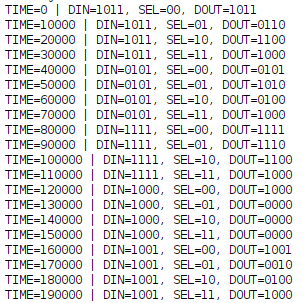 TIME=0 | DIN=1011, SEL=00, DOUT=1011
TIME=10000 | DIN=1011, SEL=01, DOUT=0110
TIME=20000 | DIN=1011, SEL=10, DOUT=1100
TIME=30000 | DIN=1011, SEL=11, DOUT=1000
TIME=40000 | DIN=0101, SEL=00, DOUT=0101
TIME=50000 | DIN=0101, SEL=01, DOUT=1010
TIME=60000 | DIN=0101, SEL=10, DOUT=0100
TIME=70000 | DIN=0101, SEL=11, DOUT=1000
TIME=80000 | DIN=1111, SEL=00, DOUT=1111
TIME=90000 | DIN=1111, SEL=01, DOUT=1110
TIME=100000 | DIN=1111, SEL=10, DOUT=1100
TIME=110000 | DIN=1111, SEL=11, DOUT=1000
TIME=120000 | DIN=1000, SEL=00, DOUT=1000
TIME=130000 | DIN=1000, SEL=01, DOUT=0000
TIME=140000 | DIN=1000, SEL=10, DOUT=0000
TIME=150000 | DIN=1000, SEL=11, DOUT=0000
TIME=160000 | DIN=1001, SEL=00, DOUT=1001
TIME=170000 | DIN=1001, SEL=01, DOUT=0010
TIME=180000 | DIN=1001, SEL=10, DOUT=0100
TIME=190000 | DIN=1001, SEL=11, DOUT=1000